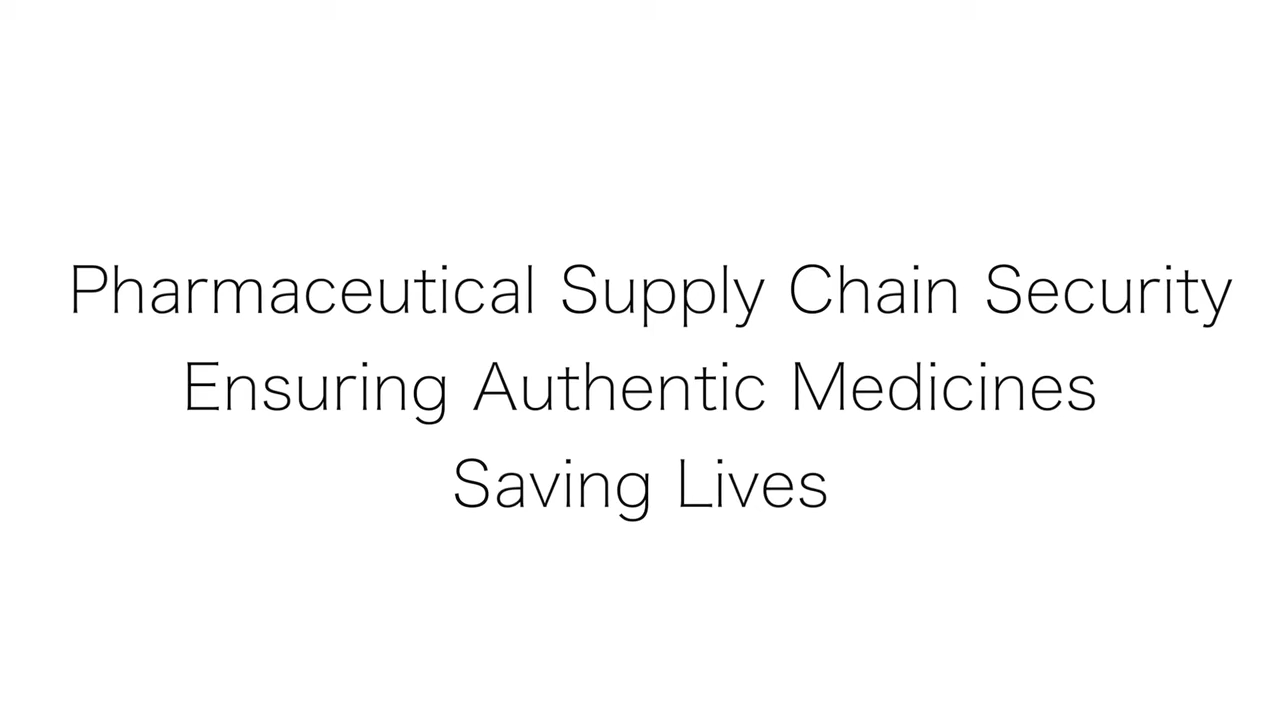 Pharmaceutical Supply Chain Security
Ensuring Authentic Medicines
Saving Lives